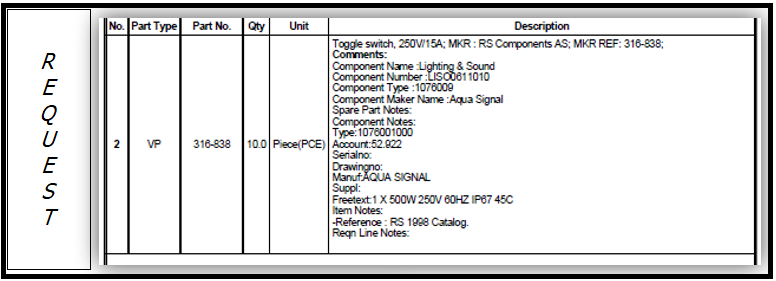 REQUEST
No. Part Type Part No. Qty Unit Description
Toggle switch, 250V/15A; MKR : RS Components AS; MKR REF: 316-838;
Comments:
Component Name :Lighting & Sound
Component Number :LISO0611010
Component Type :1076009
Component Maker Name :Aqua Signal
Spare Part Notes:
Component Notes:
Type:1076001000
2 VP 316-838 10.0 Piece(PCE) Account:52.922
Serialno:
Drawingno:
Manuf:AQUA SIGNAL
Suppl:
Freetext:1 X 500W 250V 60HZ IP67 45C
Item Notes:
-Reference : RS 1998 Catalog.
Reqn Line Notes: